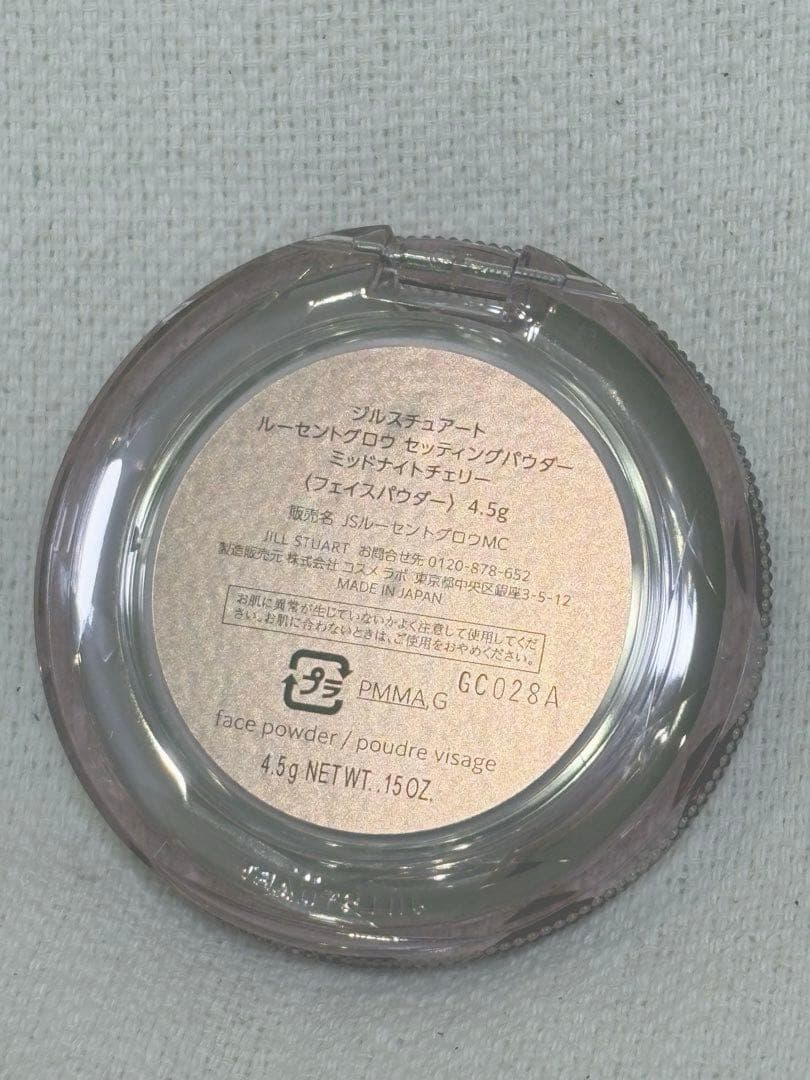 ジルスチュアート
ルーセントグロウ セッティングパウダー
ミッドナイトチェリー
〈フェイスパウダー〉 4.5g
販売名 JSルーセントグロウMC
JILL STUART お問合せ先 0120-878-652
製造販売元 株式会社 コスメ ラボ 東京都中央区銀座3-5-12
MADE IN JAPAN
お肌に異常が生じていないかよく注意して使用してくだ
さい。お肌に合わないときは、ご使用をおやめください。
プラ PMMA,G GC028A
face powder / poudre visage
4.5g NET WT. .15 OZ.